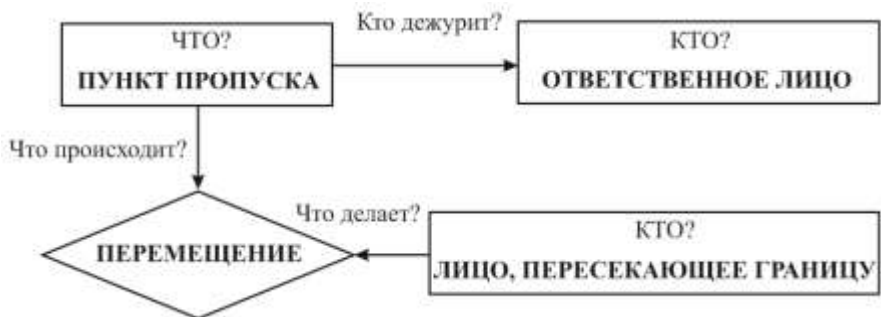 Кто дежурит?
ЧТО?
ПУНКТ ПРОПУСКА
КТО?
ОТВЕТСТВЕННОЕ ЛИЦО
Что происходит?
Что делает?
ПЕРЕМЕЩЕНИЕ
КТО?
ЛИЦО, ПЕРЕСЕКАЮЩЕЕ ГРАНИЦУ